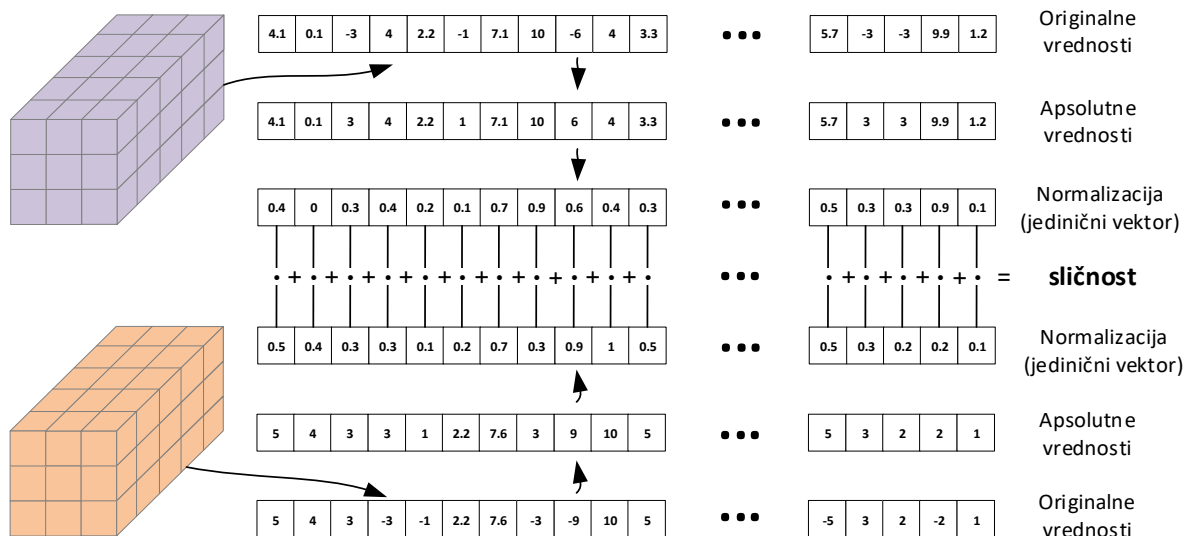 4.1 0.1 -3 4 2.2 -1 7.1 10 -6 4 3.3 ••• 5.7 -3 -3 9.9 1.2 Originalne
vrednosti
4.1 0.1 3 4 2.2 1 7.1 10 6 4 3.3 ••• 5.7 3 3 9.9 1.2 Apsolutne
vrednosti
0.4 0 0.3 0.4 0.2 0.1 0.7 0.9 0.6 0.4 0.3 ••• 0.5 0.3 0.3 0.9 0.1 Normalizacija
(jedinični vektor)
• + • + • + • + • + • + • + • + • + • + • ••• • + • + • + • + • = sličnost
0.5 0.4 0.3 0.3 0.1 0.2 0.7 0.3 0.9 1 0.5 ••• 0.5 0.3 0.2 0.2 0.1 Normalizacija
(jedinični vektor)
5 4 3 3 1 2.2 7.6 3 9 10 5 ••• 5 3 2 2 1 Apsolutne
vrednosti
5 4 3 -3 -1 2.2 7.6 -3 -9 10 5 ••• -5 3 2 -2 1 Originalne
vrednosti